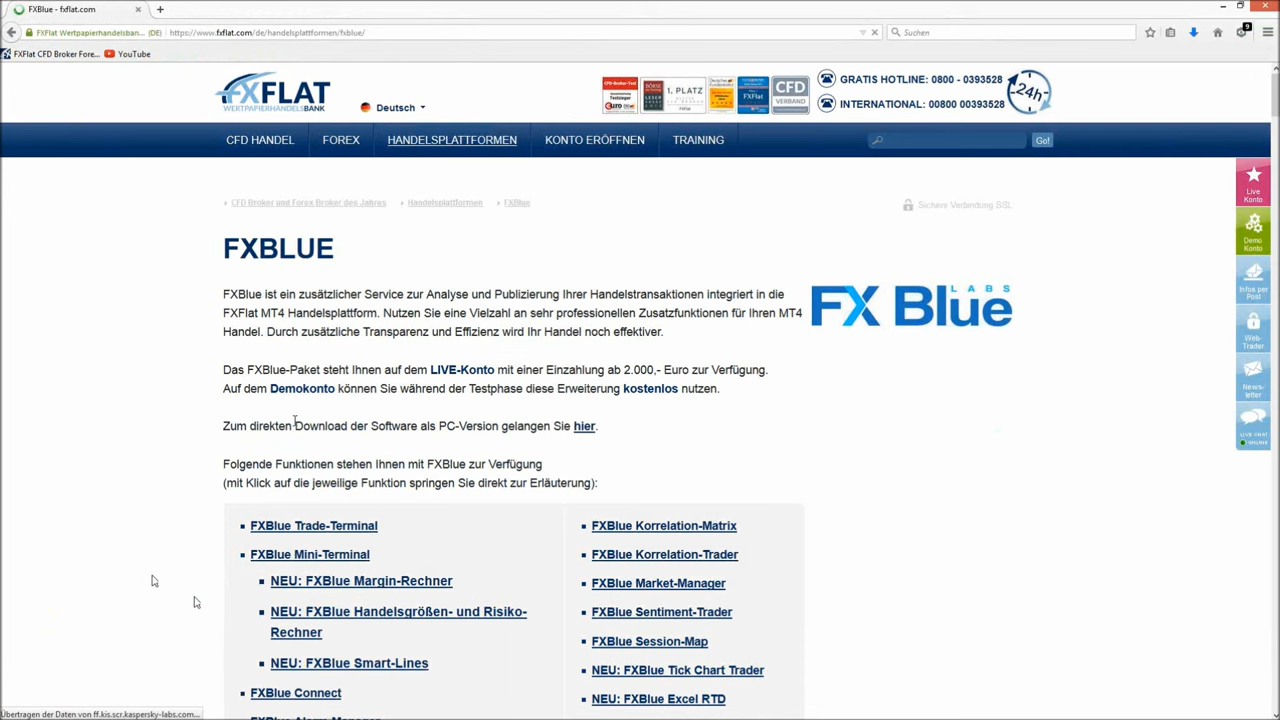 FXBlue - fxflat.com
FXFlat Wertpapierhandelsban... (DE)
https://www.fxflat.com/de/handelsplattformen/fxblue/
Suchen
9
FXFlat CFD Broker Fore...
YouTube
FXFLAT
WERTPAPIERHANDELSBANK
Deutsch
1. PLATZ
FXFlat
CFD
VERBAND
GRATIS HOTLINE: 0800 - 0393528
INTERNATIONAL: 00800 00393528
24h
CFD HANDEL
FOREX
HANDELSPLATTFORMEN
KONTO ERÖFFNEN
TRAINING
Go!
CFD Broker und Forex Broker des Jahres
Handelsplattformen
FXBlue
Sichere Verbindung SSL
Live Konto
Demo Konto
Infos per Post
Web-Trader
News-letter
LIVE CHAT
ONLINE
FXBLUE
FXBlue ist ein zusätzlicher Service zur Analyse und Publizierung Ihrer Handelstransaktionen integriert in die
FXFlat MT4 Handelsplattform. Nutzen Sie eine Vielzahl an sehr professionellen Zusatzfunktionen für Ihren MT4
Handel. Durch zusätzliche Transparenz und Effizienz wird Ihr Handel noch effektiver.
FX Blue LABS
Das FXBlue-Paket steht Ihnen auf dem LIVE-Konto mit einer Einzahlung ab 2.000,- Euro zur Verfügung.
Auf dem Demokonto können Sie während der Testphase diese Erweiterung kostenlos nutzen.
Zum direkten Download der Software als PC-Version gelangen Sie hier.
Folgende Funktionen stehen Ihnen mit FXBlue zur Verfügung
(mit Klick auf die jeweilige Funktion springen Sie direkt zur Erläuterung):
FXBlue Trade-Terminal
FXBlue Mini-Terminal
NEU: FXBlue Margin-Rechner
NEU: FXBlue Handelsgrößen- und Risiko-
Rechner
NEU: FXBlue Smart-Lines
FXBlue Connect
FXBlue Alarm Manager
FXBlue Korrelation-Matrix
FXBlue Korrelation-Trader
FXBlue Market-Manager
FXBlue Sentiment-Trader
FXBlue Session-Map
NEU: FXBlue Tick Chart Trader
NEU: FXBlue Excel RTD
Übertragen der Daten von ff.kis.scr.kaspersky-labs.com...